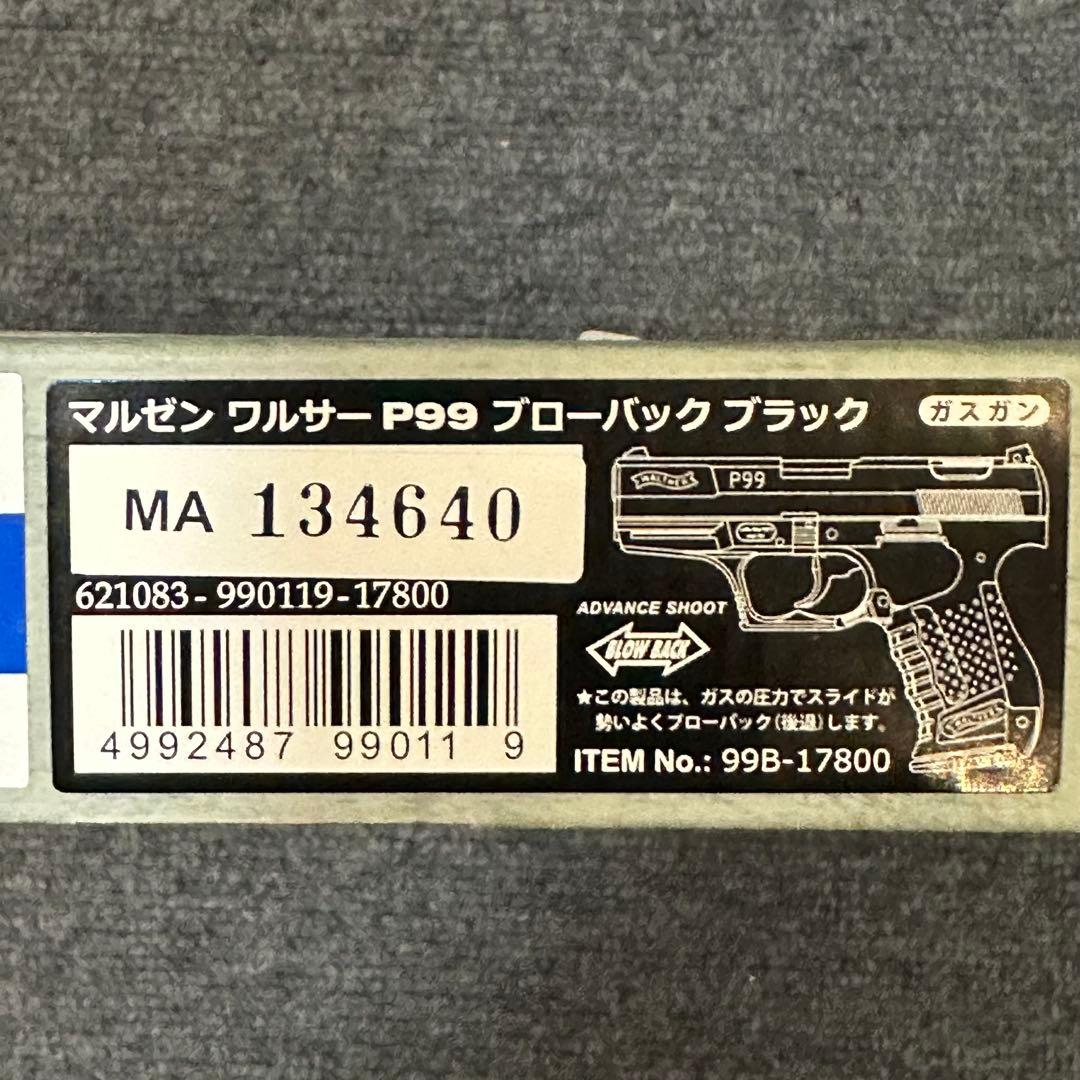 マルゼン ワルサー P99 ブローバック ブラック
ガスガン
MA 134640
621083-990119-17800
4992487 99011 9
WALTHER P99
ADVANCE SHOOT
BLOW BACK
★この製品は、ガスの圧力でスライドが
勢いよくブローバック(後退)します。
ITEM No.: 99B-17800
WALTHER